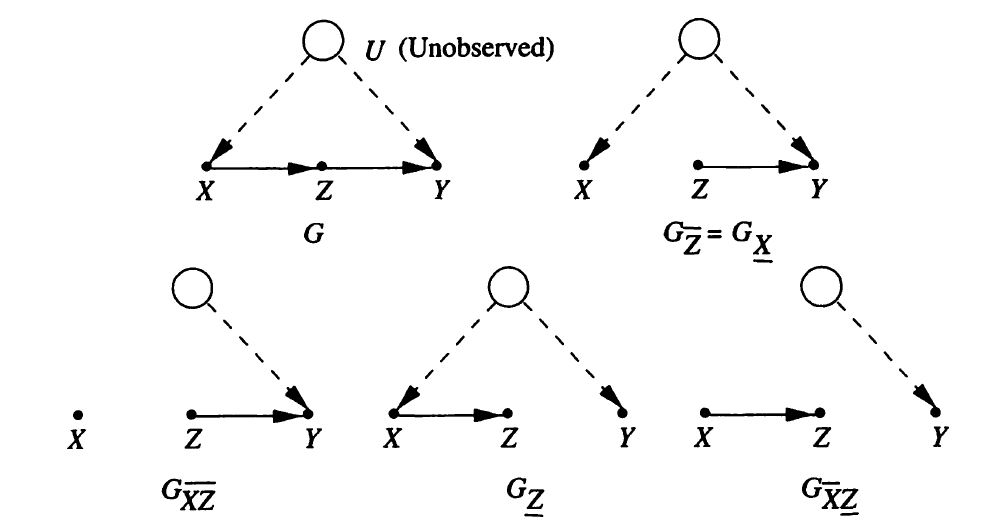 U (Unobserved)
X Z Y X Z Y
G G_{\overline{Z}} = G_{\underline{X}}
X Z Y X Z Y X Z Y
G_{\overline{XZ}} G_{\underline{Z}} G_{\overline{X}\underline{Z}}